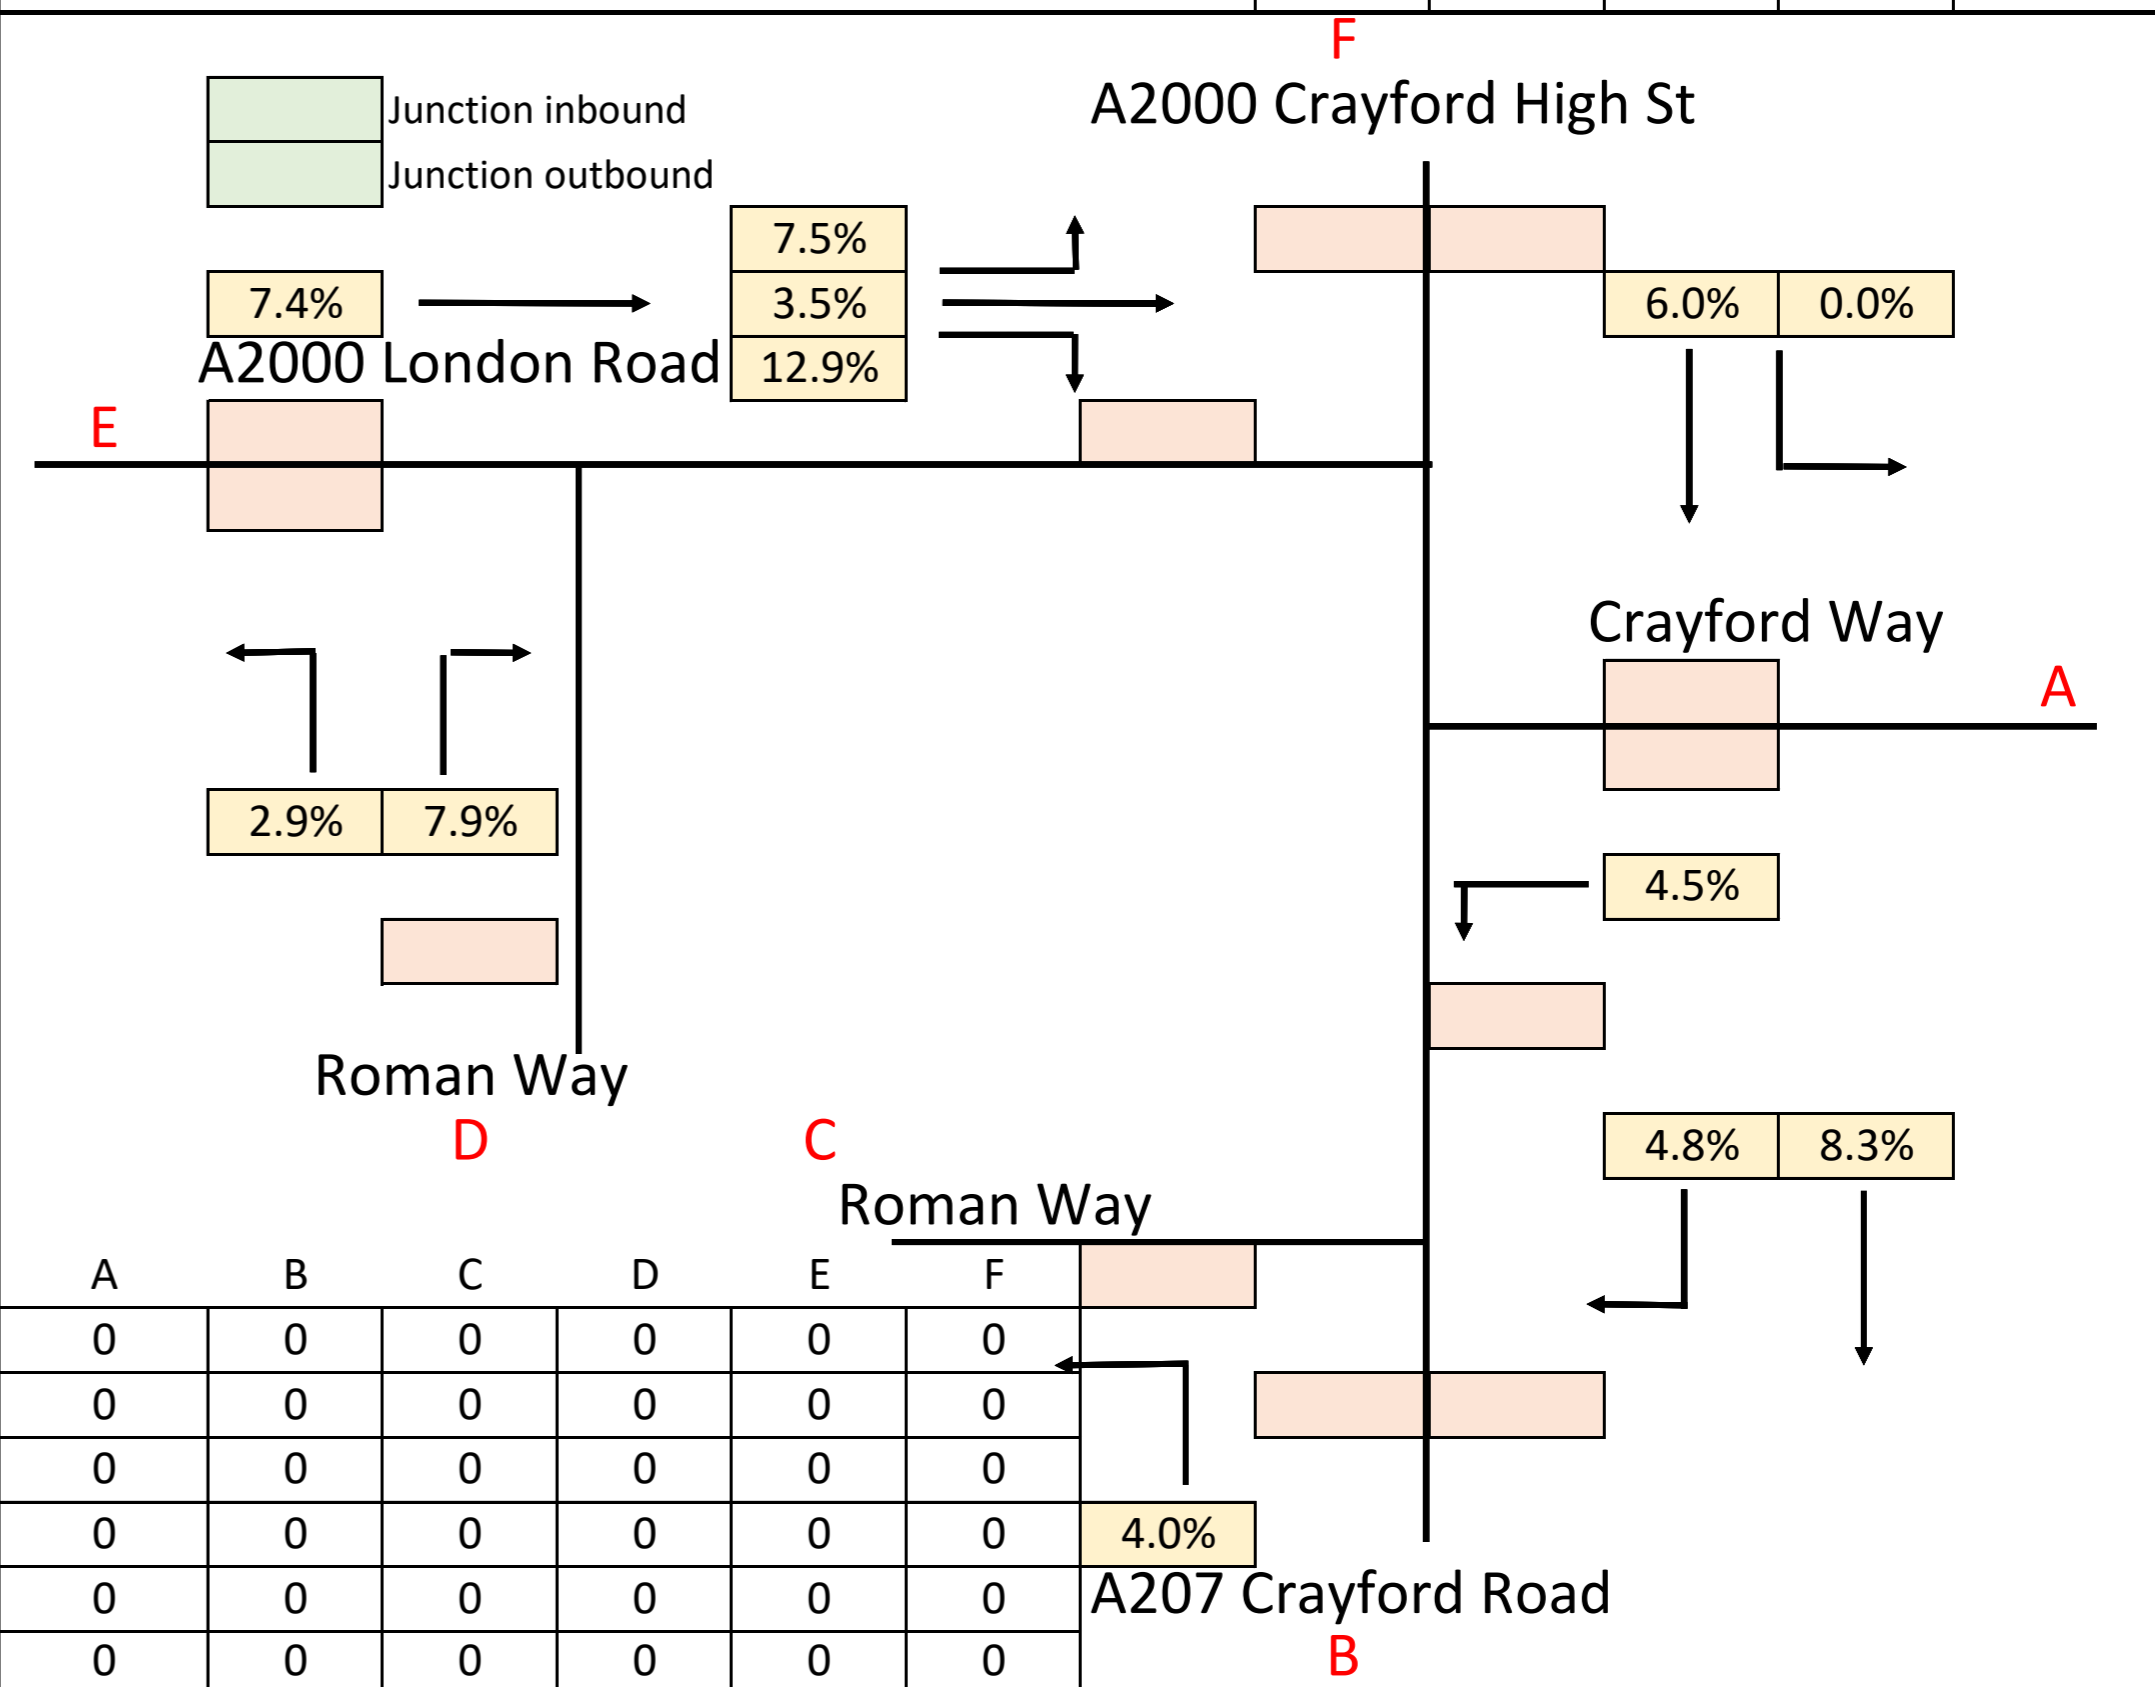 F
A2000 Crayford High St
Junction inbound
Junction outbound
7.5%
7.4%
3.5%
6.0% 0.0%
A2000 London Road
12.9%
E
Crayford Way
A
2.9% 7.9%
4.5%
Roman Way
D
C
4.8% 8.3%
Roman Way
A B C D E F
0 0 0 0 0 0
0 0 0 0 0 0
0 0 0 0 0 0
0 0 0 0 0 0 4.0%
0 0 0 0 0 0
A207 Crayford Road
0 0 0 0 0 0
B